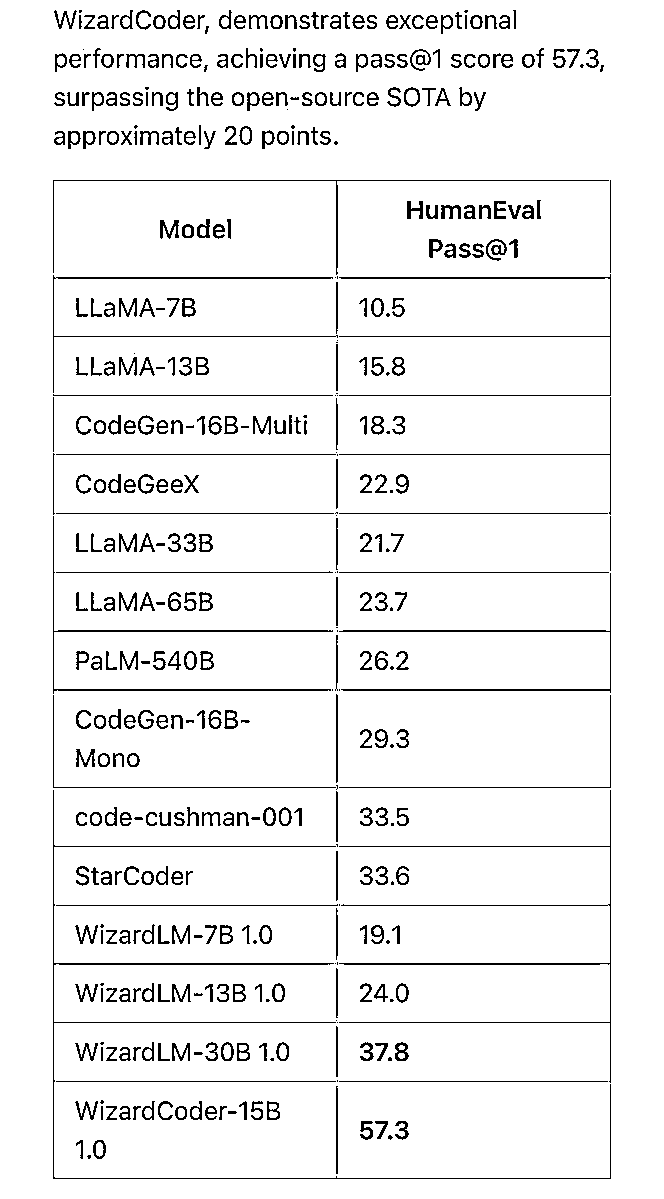 WizardCoder, demonstrates exceptional
performance, achieving a pass@1 score of 57.3,
surpassing the open-source SOTA by
approximately 20 points.
Model
HumanEval
Pass@1
LLaMA-7B 10.5
LLaMA-13B 15.8
CodeGen-16B-Multi 18.3
CodeGeeX 22.9
LLaMA-33B 21.7
LLaMA-65B 23.7
PaLM-540B 26.2
CodeGen-16B-
Mono
29.3
code-cushman-001 33.5
StarCoder 33.6
WizardLM-7B 1.0 19.1
WizardLM-13B 1.0 24.0
WizardLM-30B 1.0 37.8
WizardCoder-15B
1.0
57.3